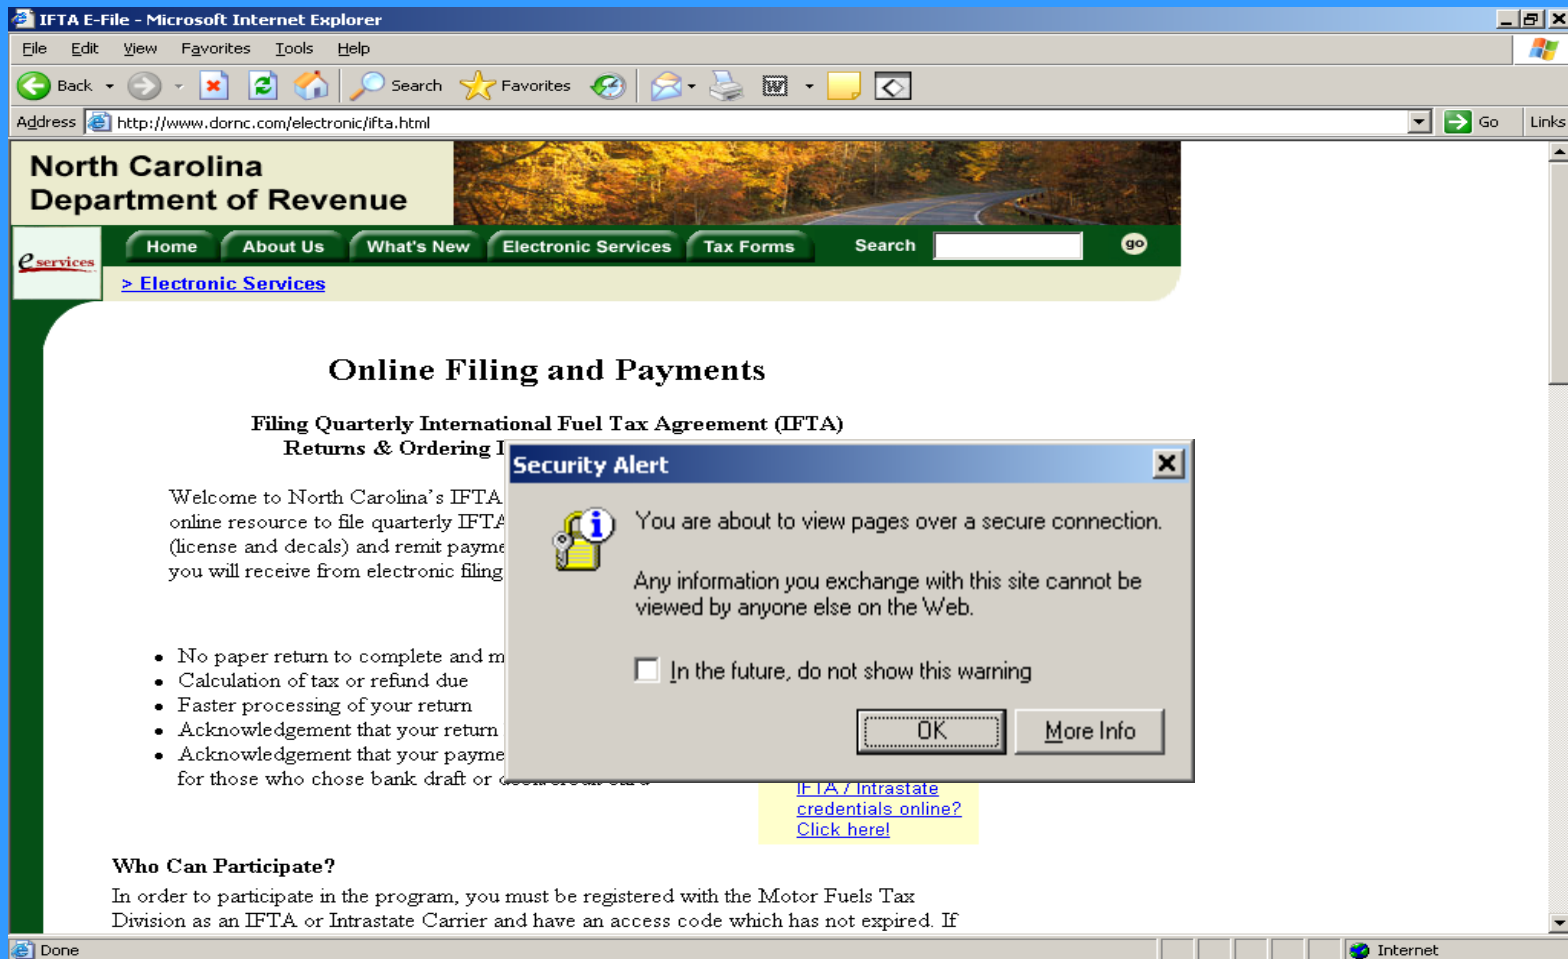 IFTA E-File - Microsoft Internet Explorer
File Edit View Favorites Tools Help
Back Search Favorites
Address http://www.dornc.com/electronic/ifta.html Go Links
North Carolina
Department of Revenue
eservices
Home About Us What's New Electronic Services Tax Forms Search go
> Electronic Services
Online Filing and Payments
Filing Quarterly International Fuel Tax Agreement (IFTA)
Returns & Ordering
Welcome to North Carolina's IFTA
online resource to file quarterly IFTA
(license and decals) and remit
you will receive from electronic filing
No paper return to complete and
Calculation of tax or refund due
Faster processing of your return
Acknowledgement that your return
Acknowledgement that your
for those who chose bank draft or
Security Alert
You are about to view pages over a secure connection.
Any information you exchange with this site cannot be
viewed by anyone else on the Web.
In the future, do not show this warning
OK More Info
IFTA / Intrastate
credentials online?
Click here!
Who Can Participate?
In order to participate in the program, you must be registered with the Motor Fuels Tax
Division as an IFTA or Intrastate Carrier and have an access code which has not expired. If
Done Internet